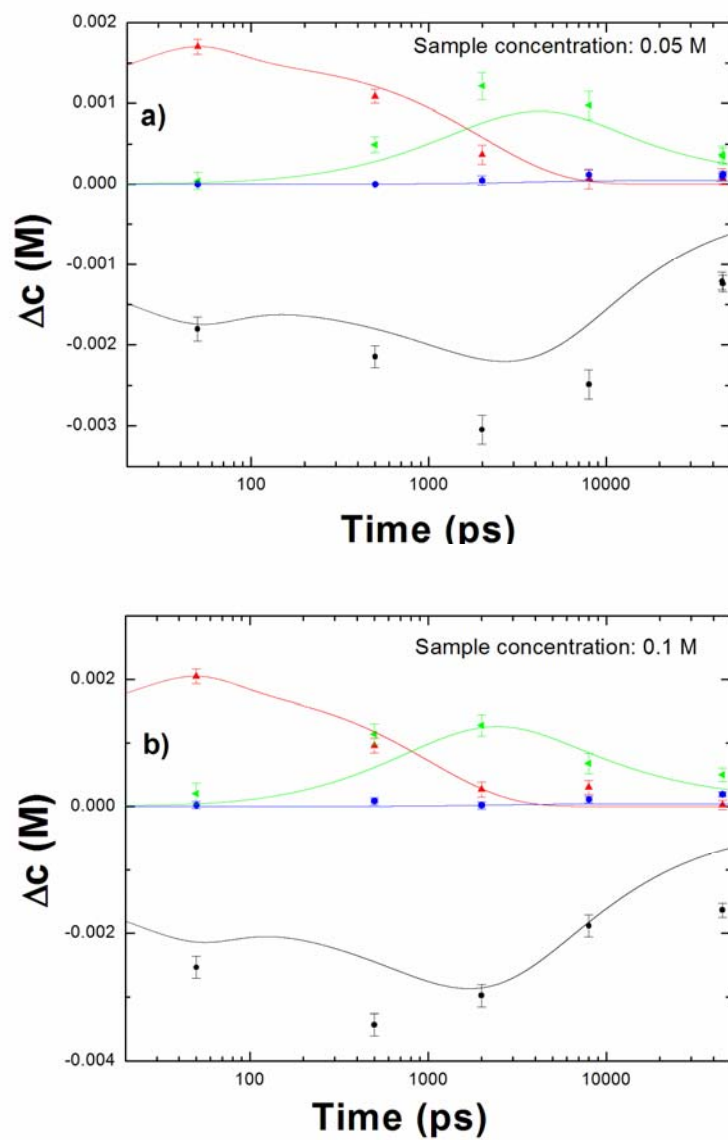 Sample concentration: 0.05 M
a)
0.002
0.001
0.000
-0.001
-0.002
-0.003
Δc (M)
100
1000
10000
Time (ps)
Sample concentration: 0.1 M
b)
0.002
0.000
-0.002
-0.004
Δc (M)
100
1000
10000
Time (ps)